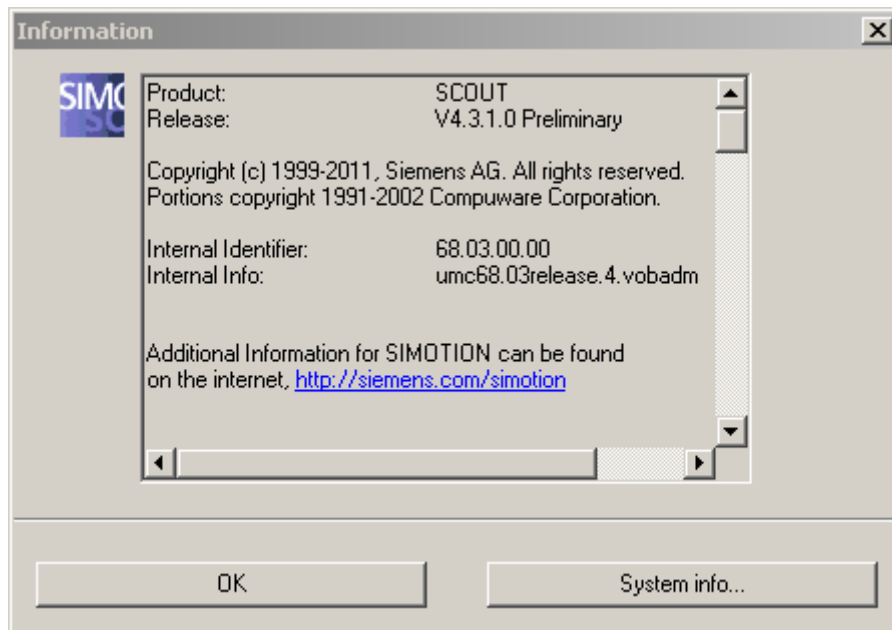 Information
SIMO
SC
Product: SCOUT
Release: V4.3.1.0 Preliminary
Copyright (c) 1999-2011, Siemens AG. All rights reserved.
Portions copyright 1991-2002 Compuware Corporation.
Internal Identifier: 68.03.00.00
Internal Info: umc68.03release.4.vobadm
Additional Information for SIMOTION can be found
on the internet, http://siemens.com/simotion
OK
System info...